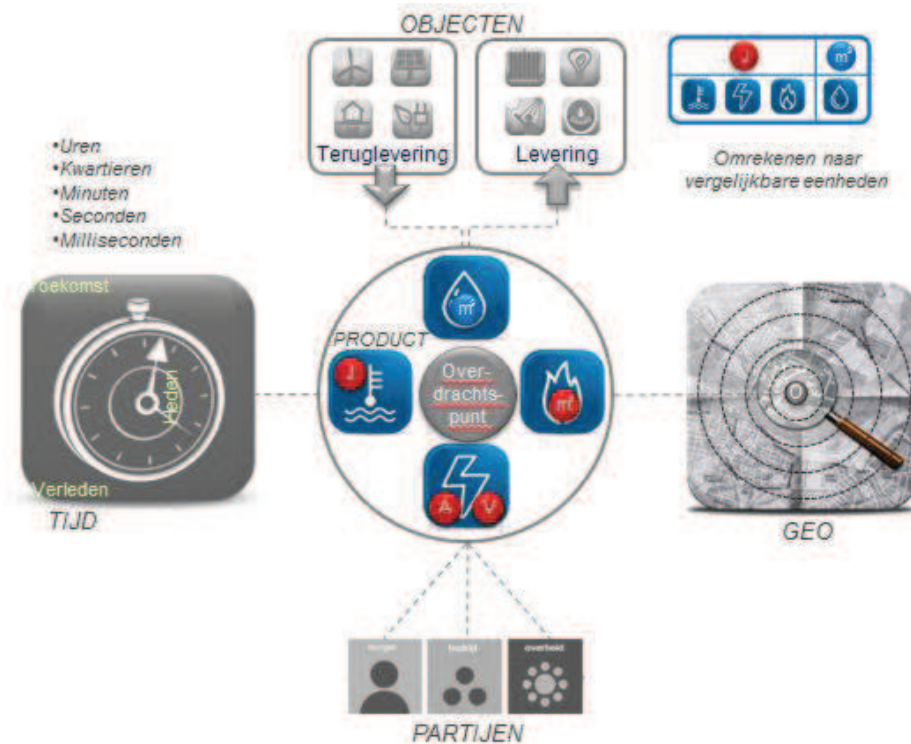 OBJECTEN
Teruglevering
Levering
J
m³
Omrekenen naar
vergelijkbare eenheden
•Uren
•Kwartieren
•Minuten
•Seconden
•Milliseconden
Toekomst
Heden
Verleden
TIJD
PRODUCT
J
Over-
drachts-
punt
A
V
GEO
burger
bedrijf
overheid
PARTIJEN